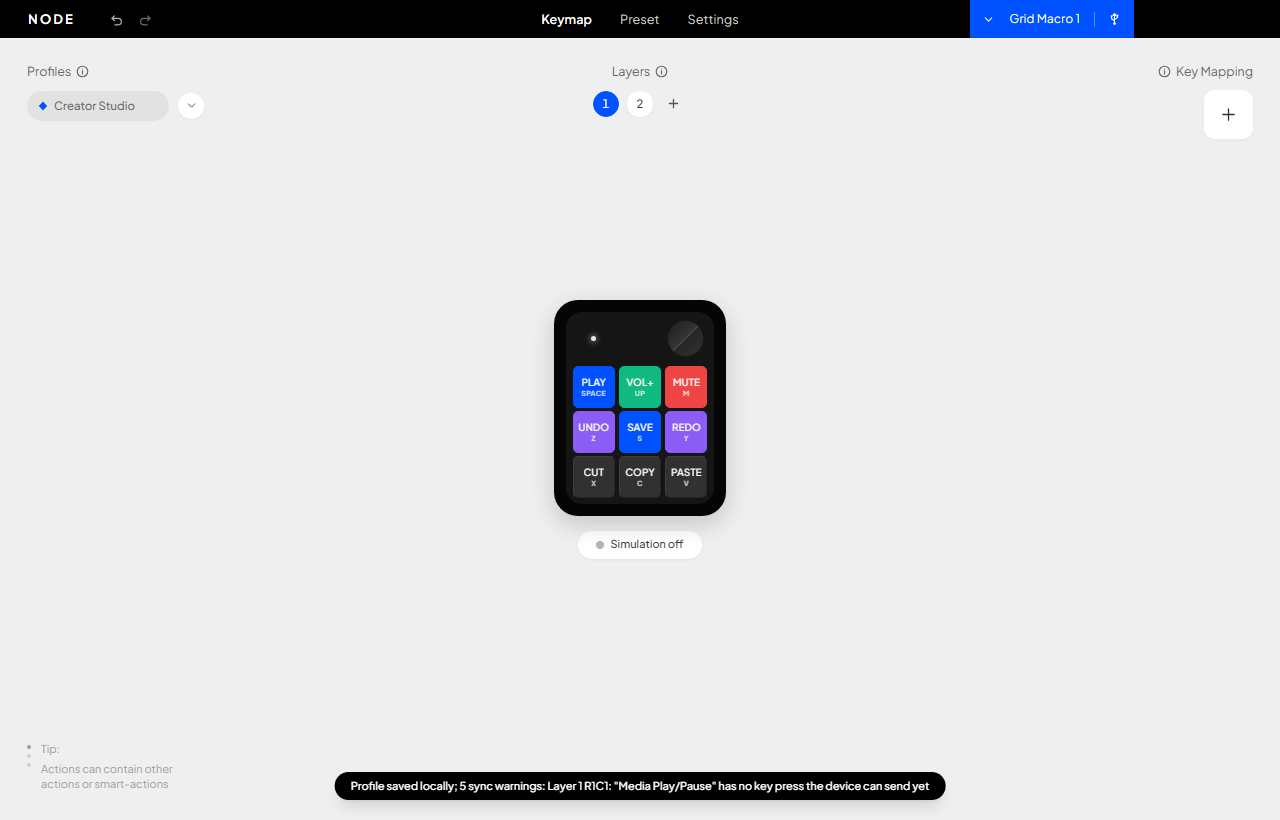 NODE
Keymap Preset Settings
Grid Macro 1
Profiles
Layers
Key Mapping
Creator Studio
1 2 +
+
PLAY VOL+ MUTE
SPACE UP M
UNDO SAVE REDO
Z S Y
CUT COPY PASTE
X C V
Simulation off
Tip:
Actions can contain other
actions or smart-actions
Profile saved locally; 5 sync warnings: Layer 1 R1C1: "Media Play/Pause" has no key press the device can send yet